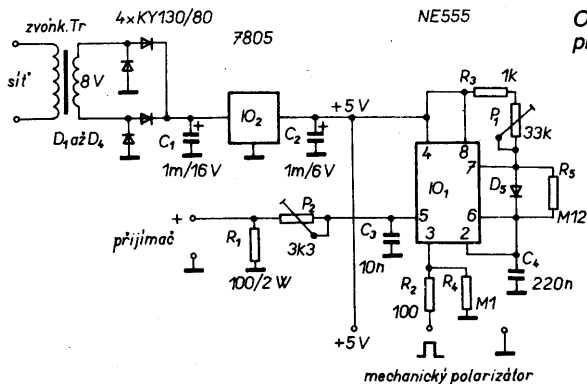 4×KY130/80
zvonk.Tr
7805
NE555
síť
8V
D₁ až D₄
C₁
1m/16V
IO₂
C₂
1m/6V
+5V
R₃
1k
P₁
33k
4
8
7
IO₁
D₅
R₅
M12
+
přijímač
R₁
100/2 W
P₂
3k3
C₃
10n
5
6
3
2
C₄
220n
R₂
100
R₄
M1
+5V
mechanický polarizátor